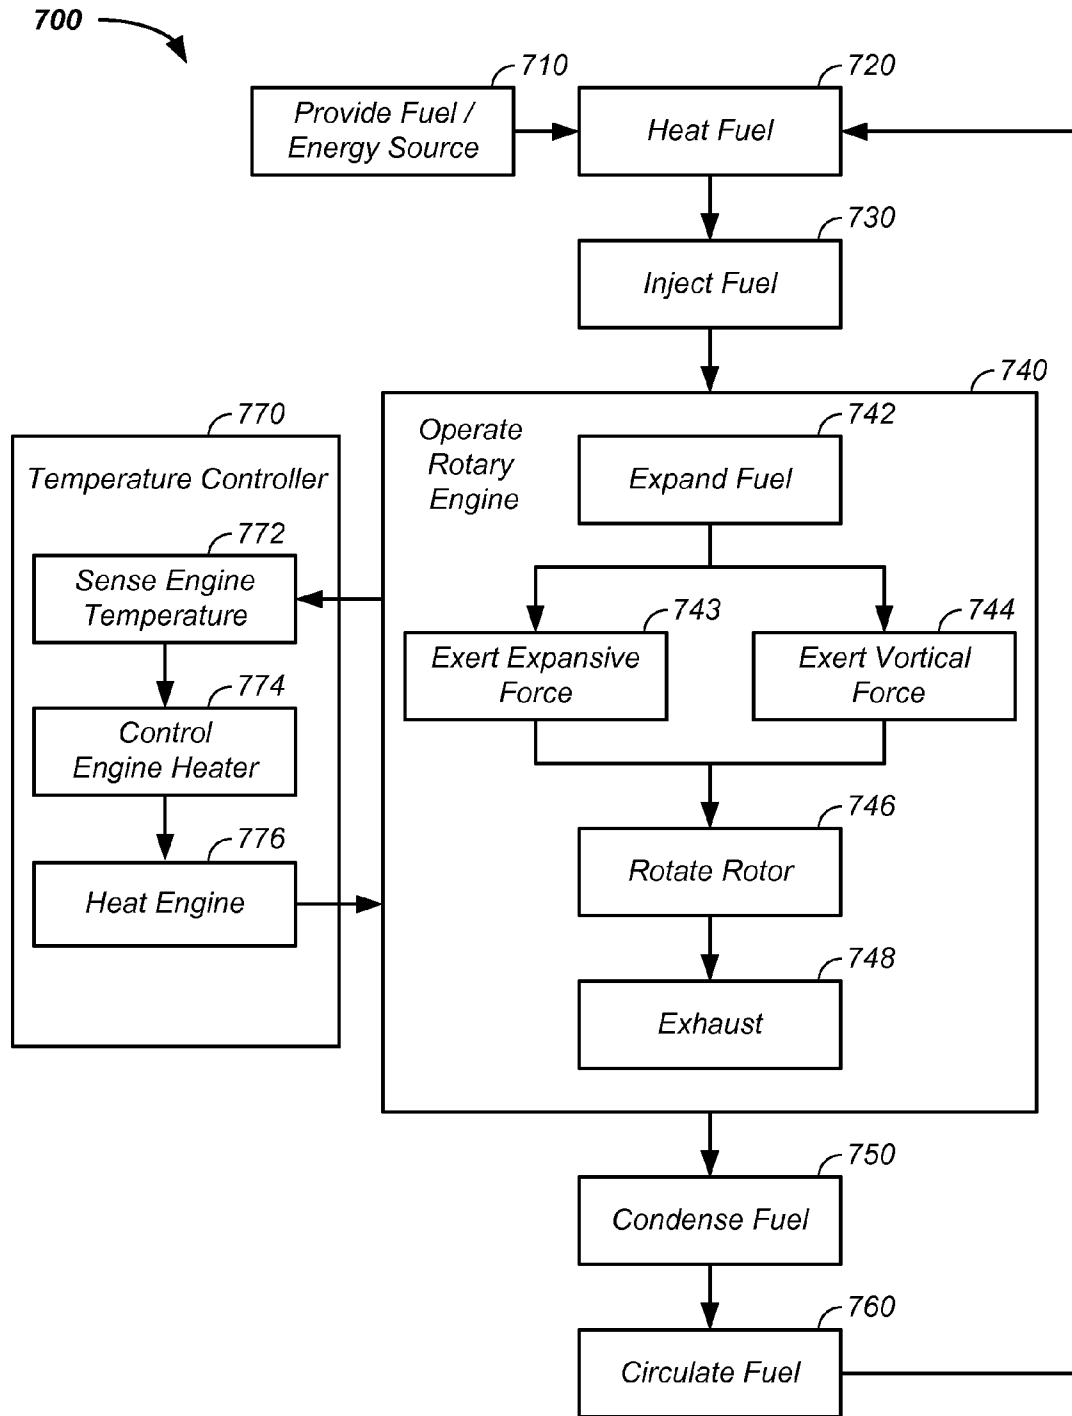 700
710
Provide Fuel /
Energy Source
720
Heat Fuel
730
Inject Fuel
740
Operate
Rotary
Engine
742
Expand Fuel
743
Exert Expansive
Force
744
Exert Vortical
Force
746
Rotate Rotor
748
Exhaust
770
Temperature Controller
772
Sense Engine
Temperature
774
Control
Engine Heater
776
Heat Engine
750
Condense Fuel
760
Circulate Fuel